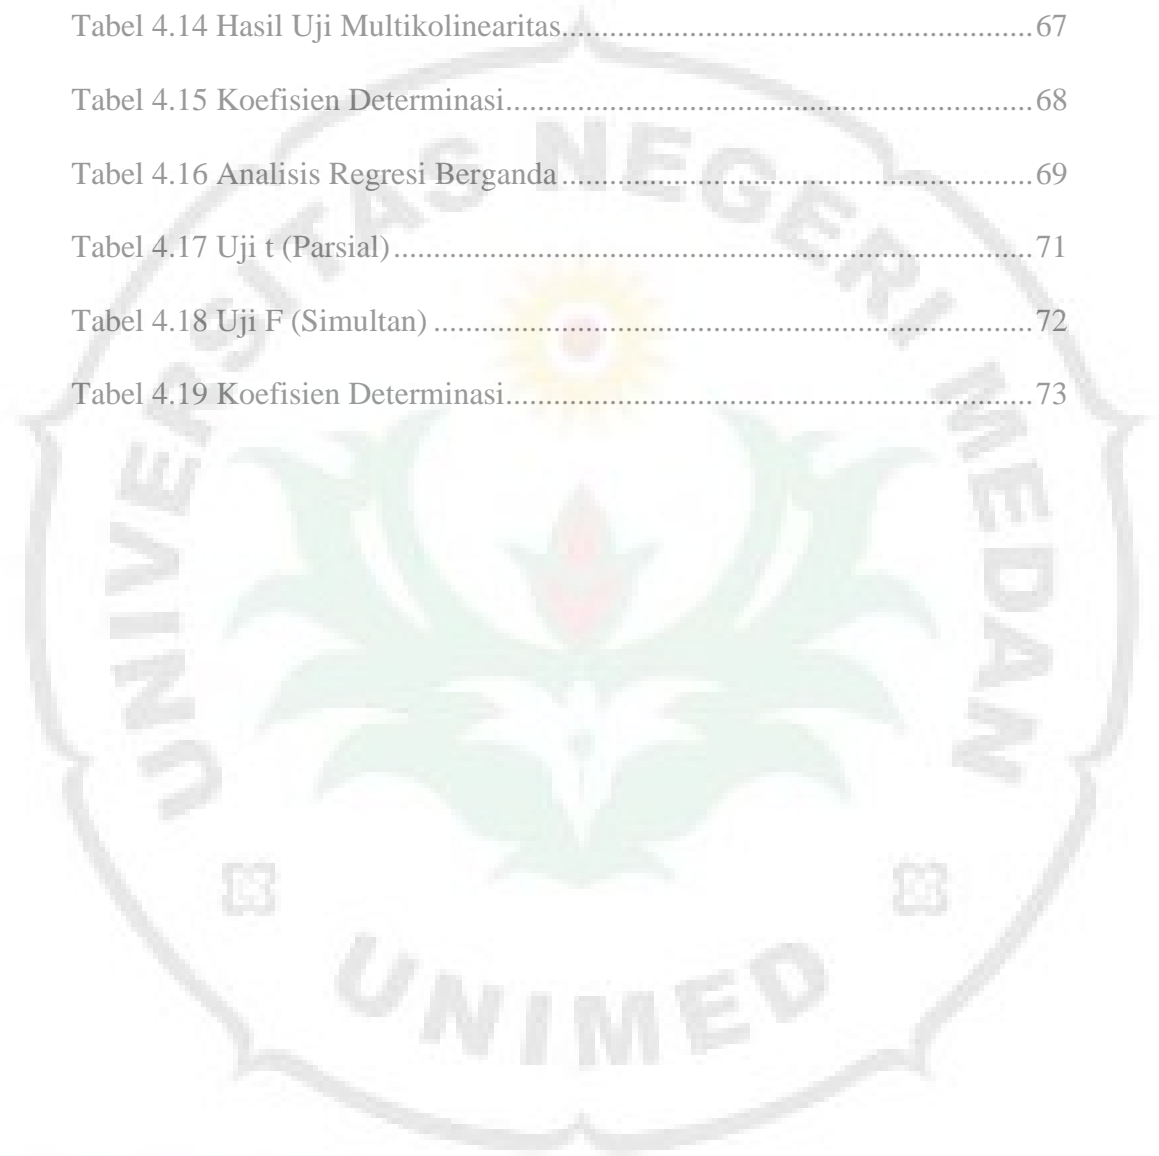 Tabel 4.14 Hasil Uji Multikolinearitas.......................................................... 67
Tabel 4.15 Koefisien Determinasi................................................................. 68
Tabel 4.16 Analisis Regresi Berganda .......................................................... 69
Tabel 4.17 Uji t (Parsial) ............................................................................... 71
Tabel 4.18 Uji F (Simultan) .......................................................................... 72
Tabel 4.19 Koefisien Determinasi................................................................. 73
UNIVERSITAS NEGERI MEDAN
UNIMED